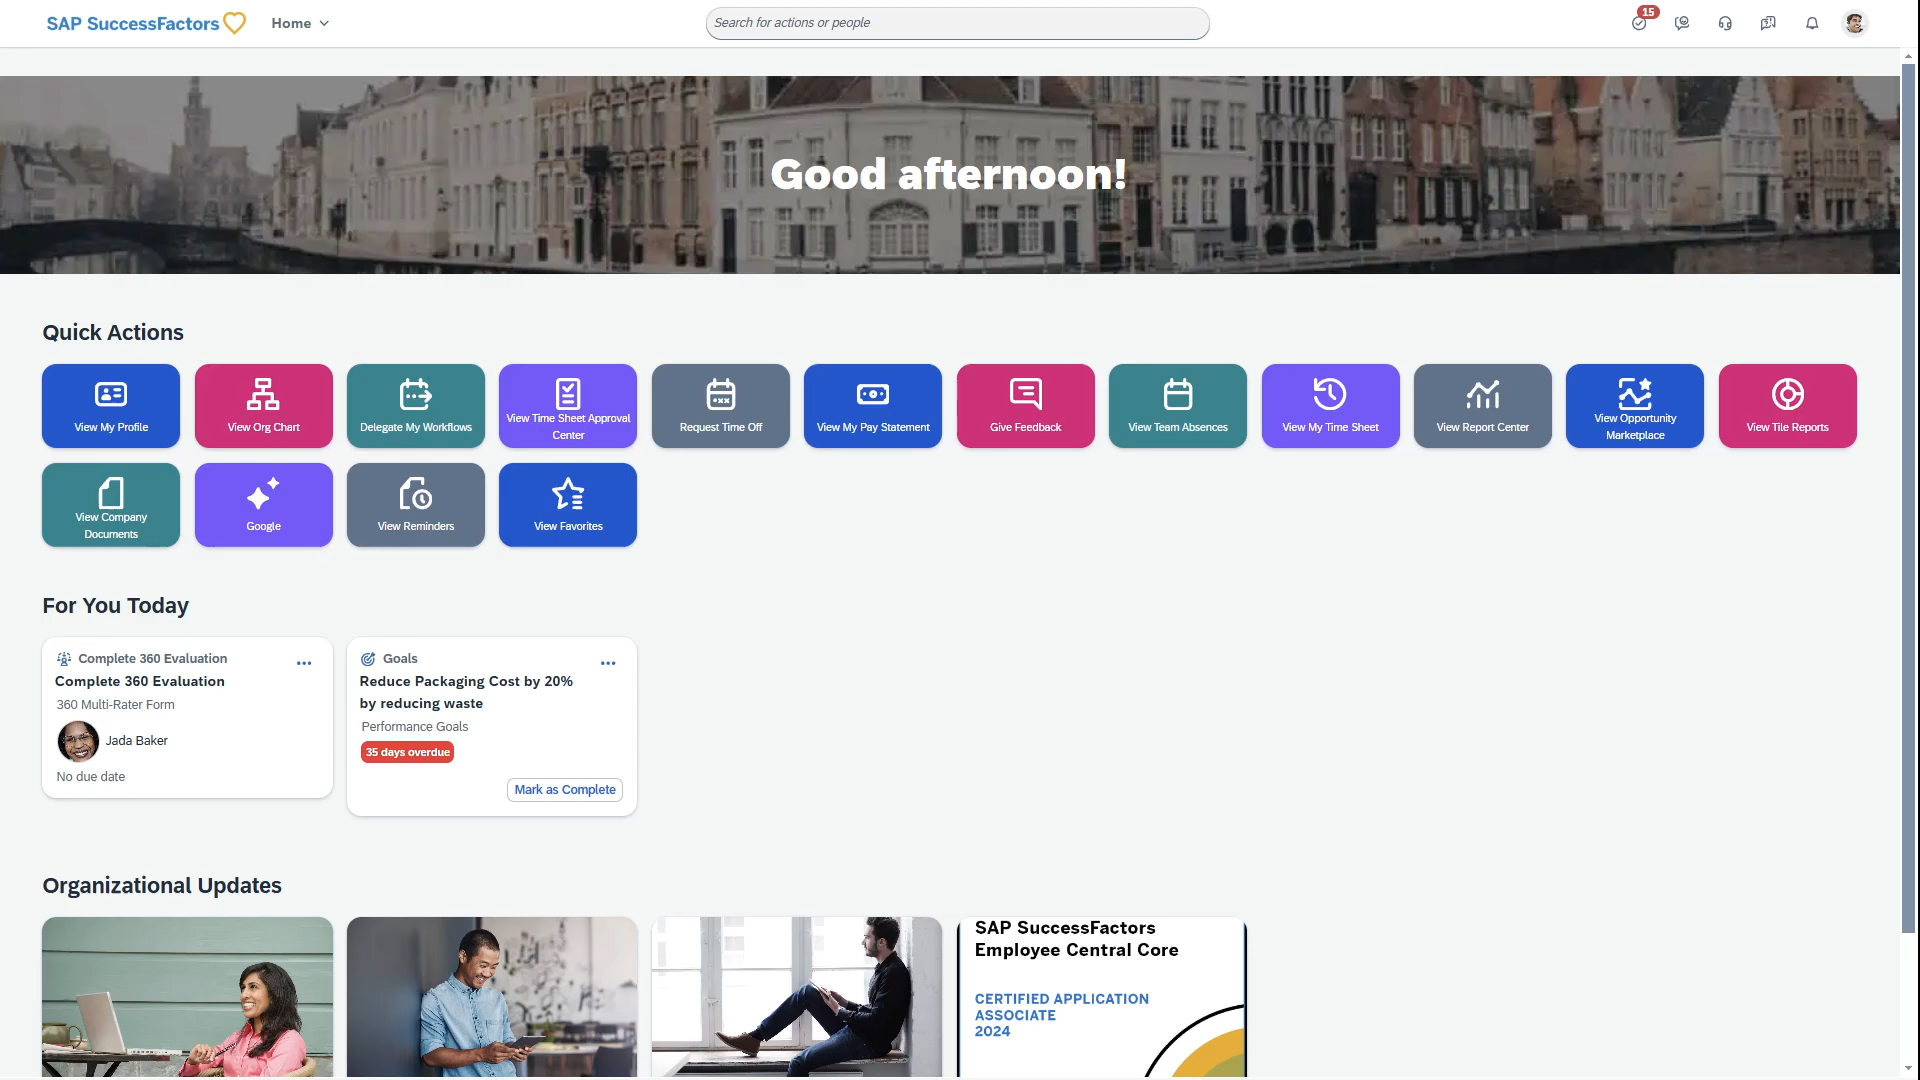 SAP SuccessFactors
Home
Search for actions or people
15
Good afternoon!
Quick Actions
View My Profile
View Org Chart
Delegate My Workflows
View Time Sheet Approval
Center
Request Time Off
View My Pay Statement
Give Feedback
View Team Absences
View My Time Sheet
View Report Center
View Opportunity
Marketplace
View Tile Reports
View Company
Documents
Google
View Reminders
View Favorites
For You Today
Complete 360 Evaluation
Complete 360 Evaluation
360 Multi-Rater Form
Jada Baker
No due date
Goals
Reduce Packaging Cost by 20%
by reducing waste
Performance Goals
35 days overdue
Mark as Complete
Organizational Updates
SAP SuccessFactors
Employee Central Core
CERTIFIED APPLICATION
ASSOCIATE
2024